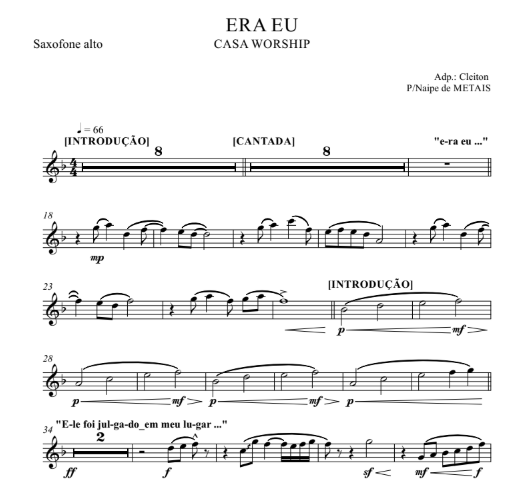 ERA EU
Saxofone alto
CASA WORSHIP
Adp.: Cleiton
P/Naipe de METAIS
♩ = 66
[INTRODUÇÃO] [CANTADA] "e-ra eu ..."
8 8
18
mp
23
[INTRODUÇÃO]
p mf
28
p mf p mf p
"E-le foi jul-ga-do_em meu lu-gar ..."
34
2
ff f sf mf f